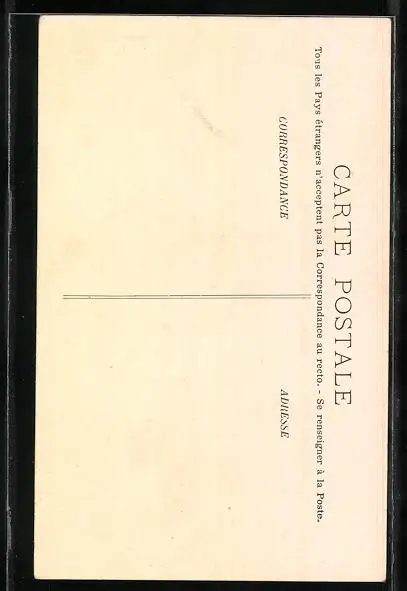 CARTE POSTALE
Tous les Pays étrangers n'acceptent pas la Correspondance au recto. - Se renseigner à la Poste.
CORRESPONDANCE
ADRESSE